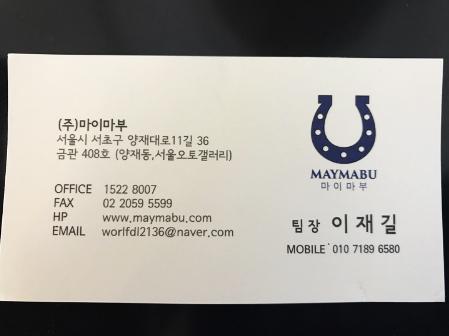 (주)마이마부
서울시 서초구 양재대로11길 36
금관 408호 (양재동,서울오토갤러리)
OFFICE 1522 8007
FAX 02 2059 5599
HP www.maymabu.com
EMAIL worlfdl2136@naver.com
MAYMABU
마이마부
팀장 이재길
MOBILE 010 7189 6580